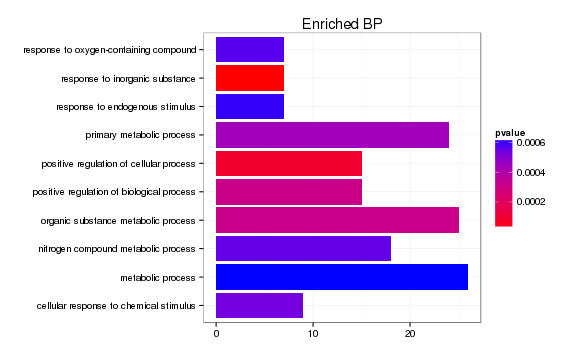 Enriched BP
response to oxygen-containing compound
response to inorganic substance
response to endogenous stimulus
primary metabolic process
positive regulation of cellular process
positive regulation of biological process
organic substance metabolic process
nitrogen compound metabolic process
metabolic process
cellular response to chemical stimulus
0 10 20
pvalue
0.0006
0.0004
0.0002